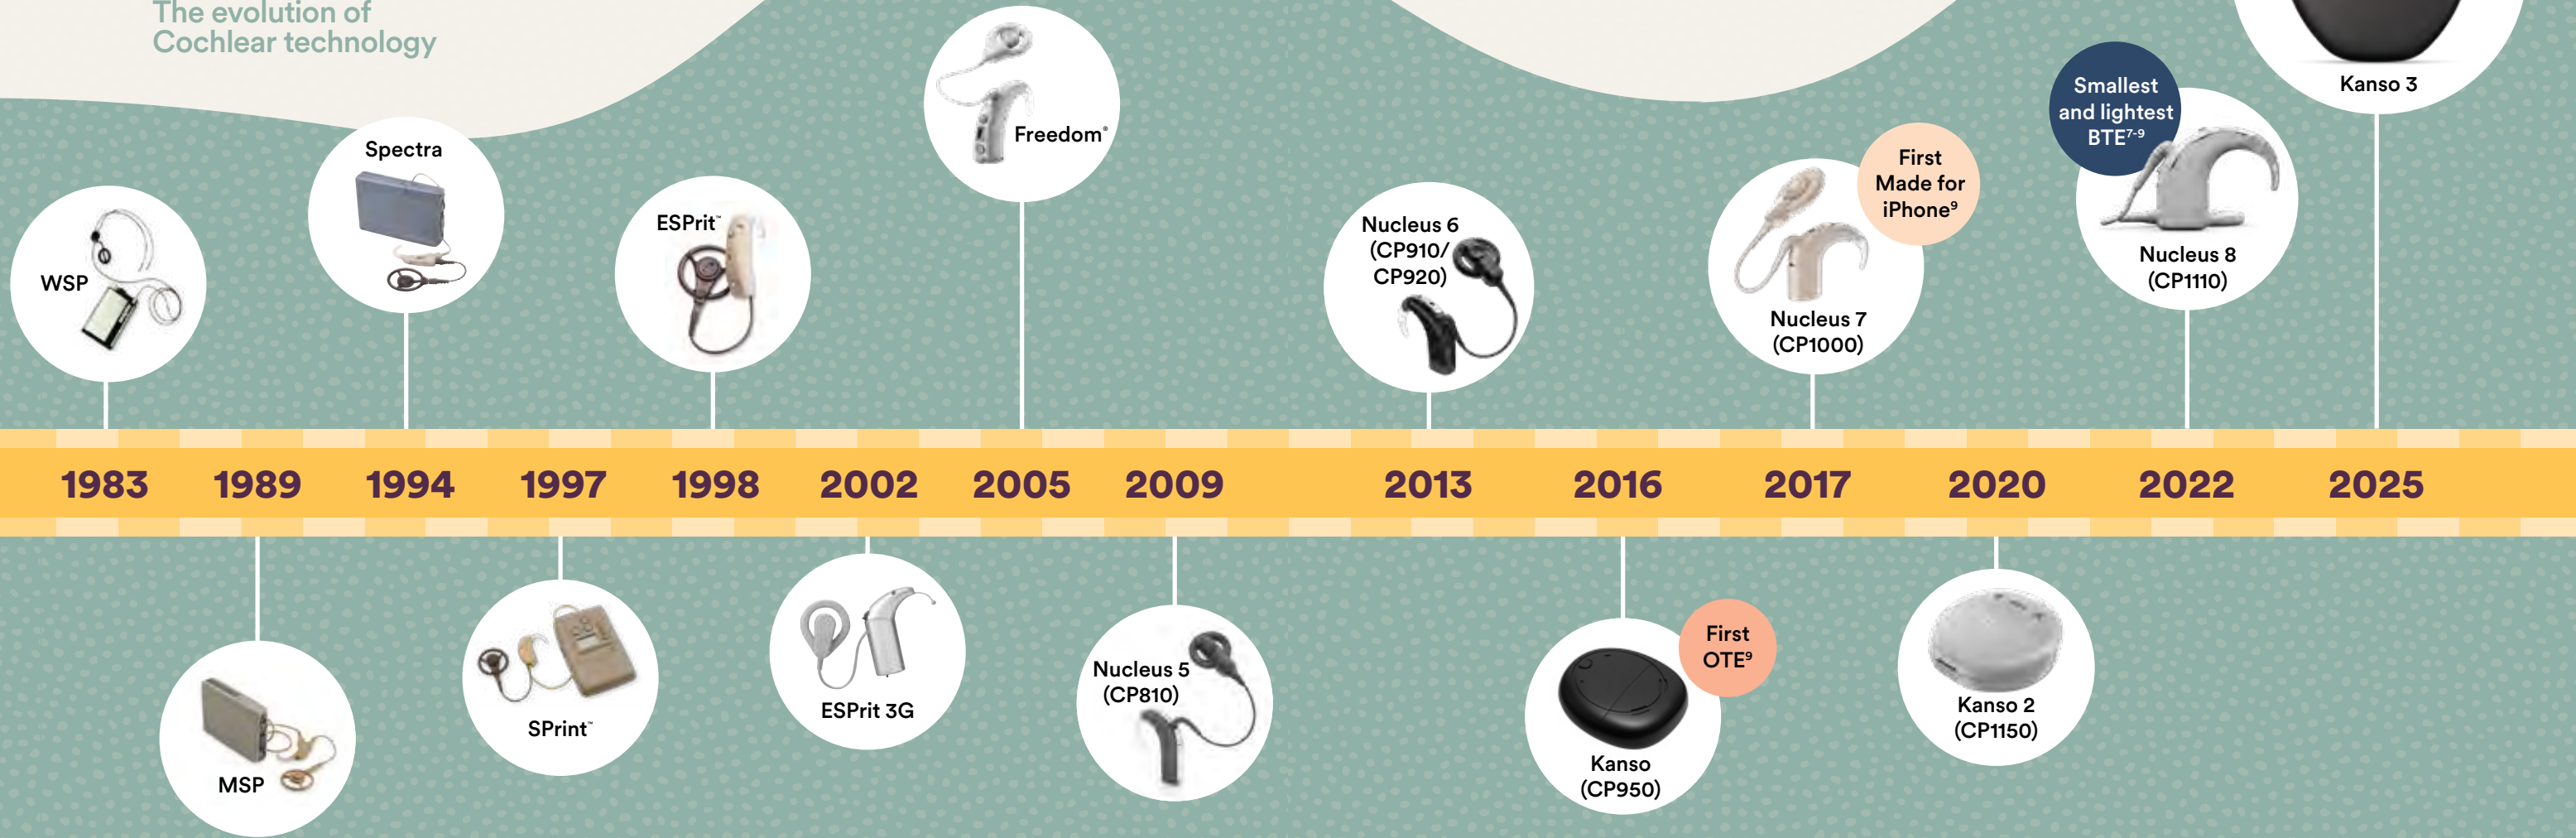 The evolution of
Cochlear technology
WSP
Spectra
ESPrit™
Freedom®
Nucleus 6
(CP910/
CP920)
First
Made for
iPhone⁹
Nucleus 7
(CP1000)
Smallest
and lightest
BTE⁷⁻⁹
Nucleus 8
(CP1110)
Kanso 3
1983
1989
1994
1997
1998
2002
2005
2009
2013
2016
2017
2020
2022
2025
MSP
SPrint™
ESPrit 3G
Nucleus 5
(CP810)
First
OTE⁹
Kanso
(CP950)
Kanso 2
(CP1150)